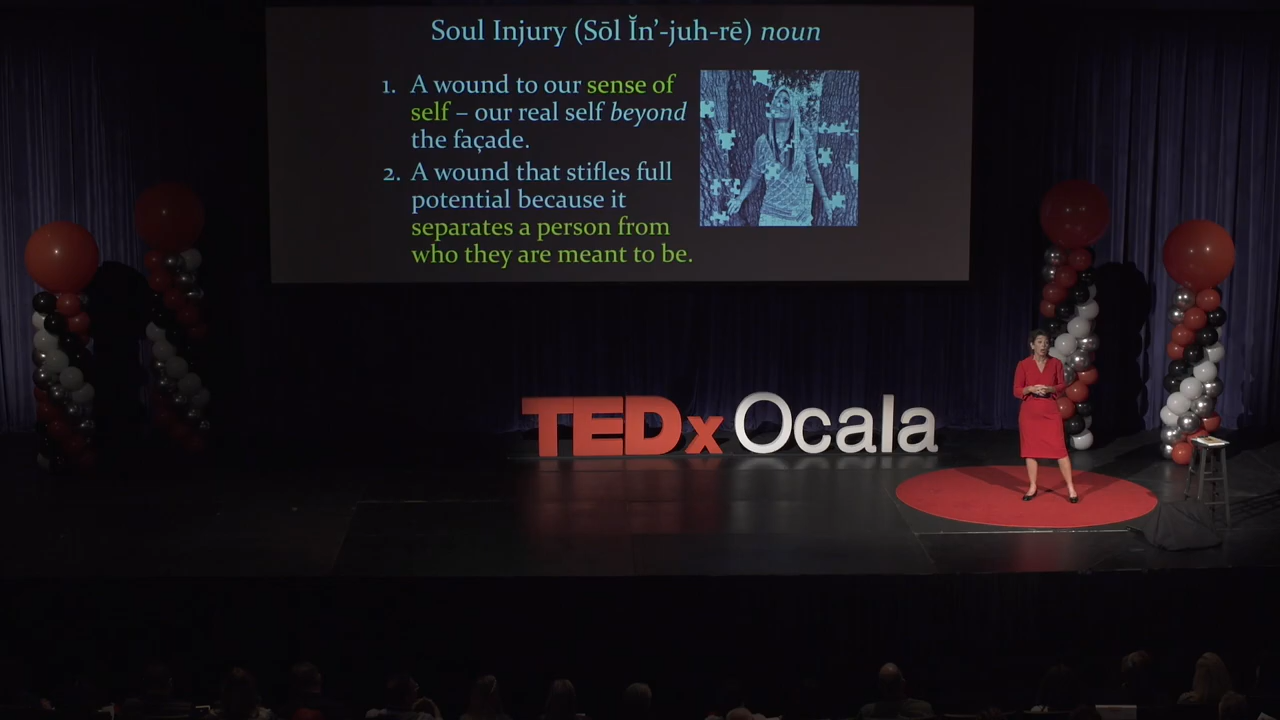 Soul Injury (Sōl Ĭn’-juh-rē) noun
1. A wound to our sense of
self – our real self beyond
the façade.
2. A wound that stifles full
potential because it
separates a person from
who they are meant to be.
TEDxOcala